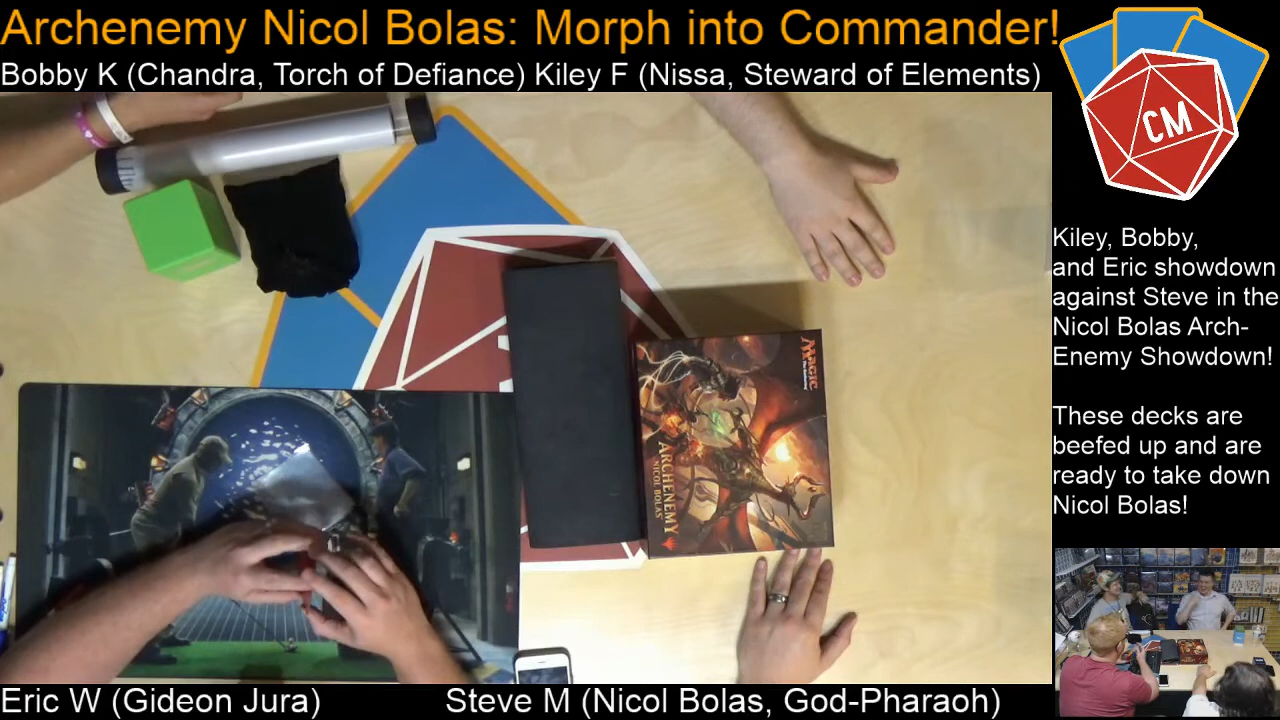 Archenemy Nicol Bolas: Morph into Commander!
Bobby K (Chandra, Torch of Defiance) Kiley F (Nissa, Steward of Elements)
CM
Kiley, Bobby,
and Eric showdown
against Steve in the
Nicol Bolas Arch-
Enemy Showdown!
These decks are
beefed up and are
ready to take down
Nicol Bolas!
MAGIC
ARCHENEMY
NICOL BOLAS
Eric W (Gideon Jura)
Steve M (Nicol Bolas, God-Pharaoh)